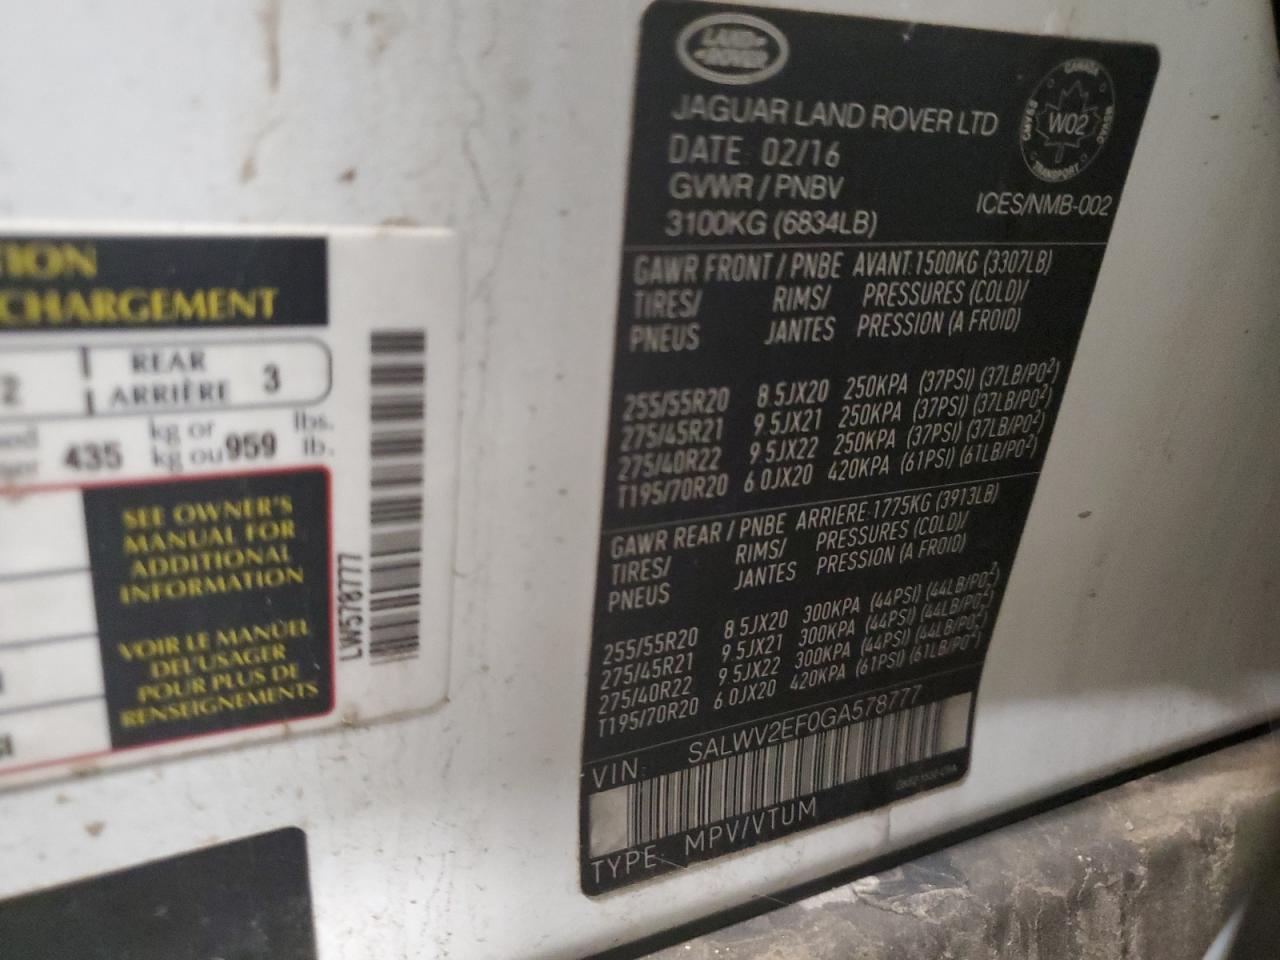 TION
CHARGEMENT
2
REAR
ARRIÈRE 3
435 kg or 959 lbs.
kg ou lb.
SEE OWNER'S
MANUAL FOR
ADDITIONAL
INFORMATION
VOIR LE MANUEL
DE L'USAGER
POUR PLUS DE
RENSEIGNEMENTS
LW578777
LAND-
-ROVER
JAGUAR LAND ROVER LTD
DATE: 02/16
GVWR / PNBV
3100KG (6834LB)
CANADA
CMVSS
NSVAC
W02
TRANSPORT
ICES/NMB-002
GAWR FRONT / PNBE AVANT: 1500KG (3307LB)
TIRES/ RIMS/ PRESSURES (COLD)/
PNEUS JANTES PRESSION (A FROID)
255/55R20 8.5JX20 250KPA (37PSI) (37LB/PO²)
275/45R21 9.5JX21 250KPA (37PSI) (37LB/PO²)
275/40R22 9.5JX22 250KPA (37PSI) (37LB/PO²)
T195/70R20 6.0JX20 420KPA (61PSI) (61LB/PO²)
GAWR REAR / PNBE ARRIERE: 1775KG (3913LB)
TIRES/ RIMS/ PRESSURES (COLD)/
PNEUS JANTES PRESSION (A FROID)
255/55R20 8.5JX20 300KPA (44PSI) (44LB/PO²)
275/45R21 9.5JX21 300KPA (44PSI) (44LB/PO²)
275/40R22 9.5JX22 300KPA (44PSI) (44LB/PO²)
T195/70R20 6.0JX20 420KPA (61PSI) (61LB/PO²)
VIN: SALWV2EF0GA578777
TYPE: MPV/VTUM